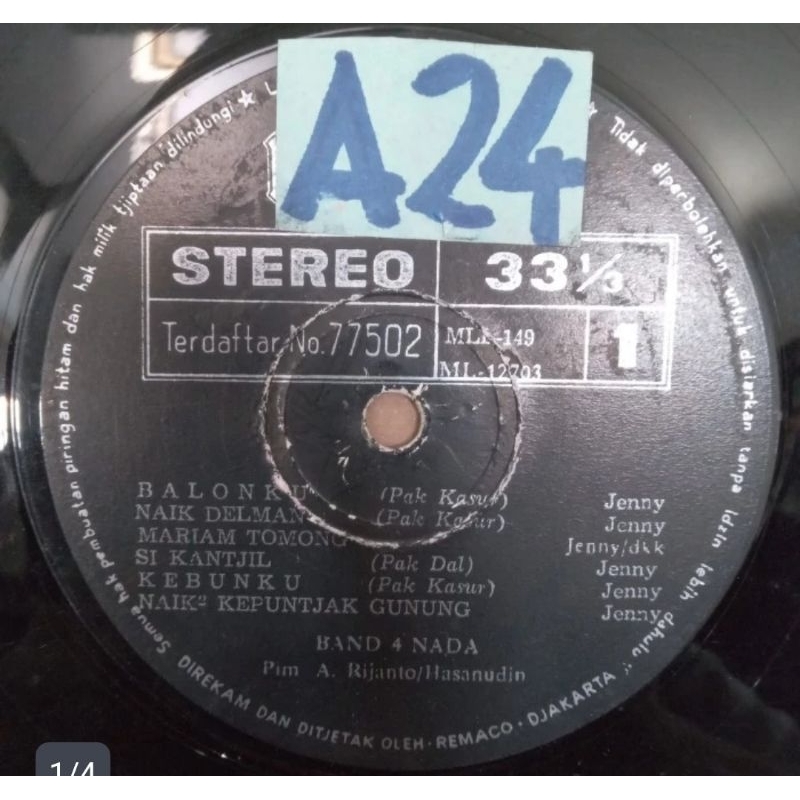 A24
STEREO 33 1/3
Terdaftar No. 77502 MLL-149 1
ML-12703
BALONKU (Pak Kasur) Jenny
NAIK DELMAN (Pak Kasur) Jenny
MARIAM TOMONG Jenny/dkk
SI KANTJIL (Pak Dal) Jenny
KEBUNKU (Pak Kasur) Jenny
NAIK² KEPUNTJAK GUNUNG Jenny
BAND 4 NADA
Pim A. Rijanto/Hasanudin
Semua hak pembuatan piringan hitam dan hak milik tjiptaan dilindungi ★
★ Tidak diperbolehkan untuk disiarkan tanpa idzin lebih dahulu !
DIREKAM DAN DITJETAK OLEH · REMACO · DJAKARTA
1/4